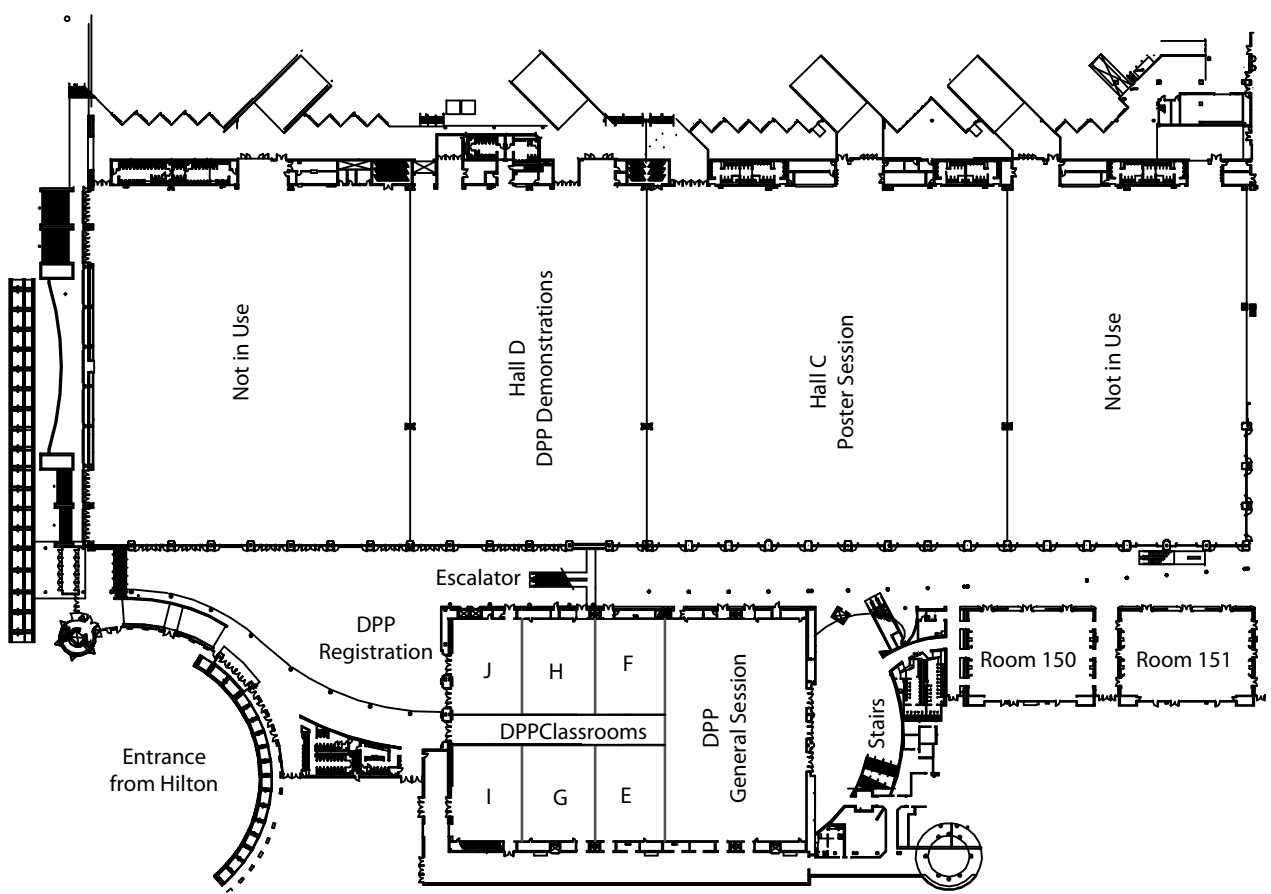 Not in Use
Hall D
DPP Demonstrations
Hall C
Poster Session
Not in Use
Escalator
DPP
Registration
J
H
F
DPPClassrooms
I
G
E
DPP
General Session
Stairs
Room 150
Room 151
Entrance
from Hilton